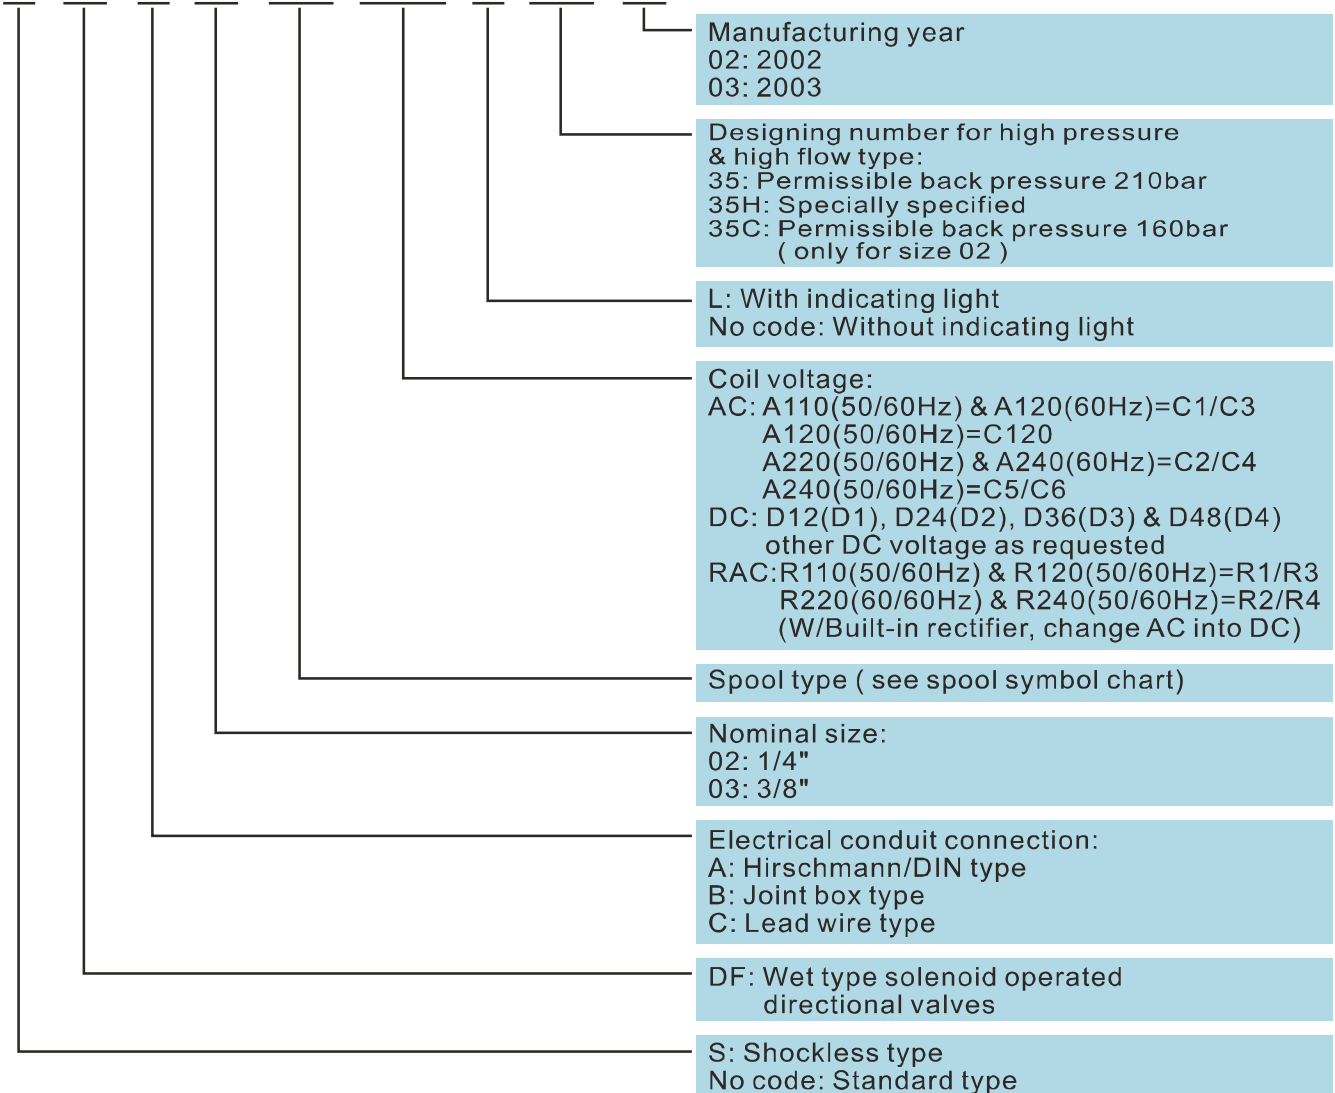 Manufacturing year
02: 2002
03: 2003
Designing number for high pressure
& high flow type:
35: Permissible back pressure 210bar
35H: Specially specified
35C: Permissible back pressure 160bar
( only for size 02 )
L: With indicating light
No code: Without indicating light
Coil voltage:
AC: A110(50/60Hz) & A120(60Hz)=C1/C3
A120(50/60Hz)=C120
A220(50/60Hz) & A240(60Hz)=C2/C4
A240(50/60Hz)=C5/C6
DC: D12(D1), D24(D2), D36(D3) & D48(D4)
other DC voltage as requested
RAC:R110(50/60Hz) & R120(50/60Hz)=R1/R3
R220(60/60Hz) & R240(50/60Hz)=R2/R4
(W/Built-in rectifier, change AC into DC)
Spool type ( see spool symbol chart)
Nominal size:
02: 1/4"
03: 3/8"
Electrical conduit connection:
A: Hirschmann/DIN type
B: Joint box type
C: Lead wire type
DF: Wet type solenoid operated
directional valves
S: Shockless type
No code: Standard type